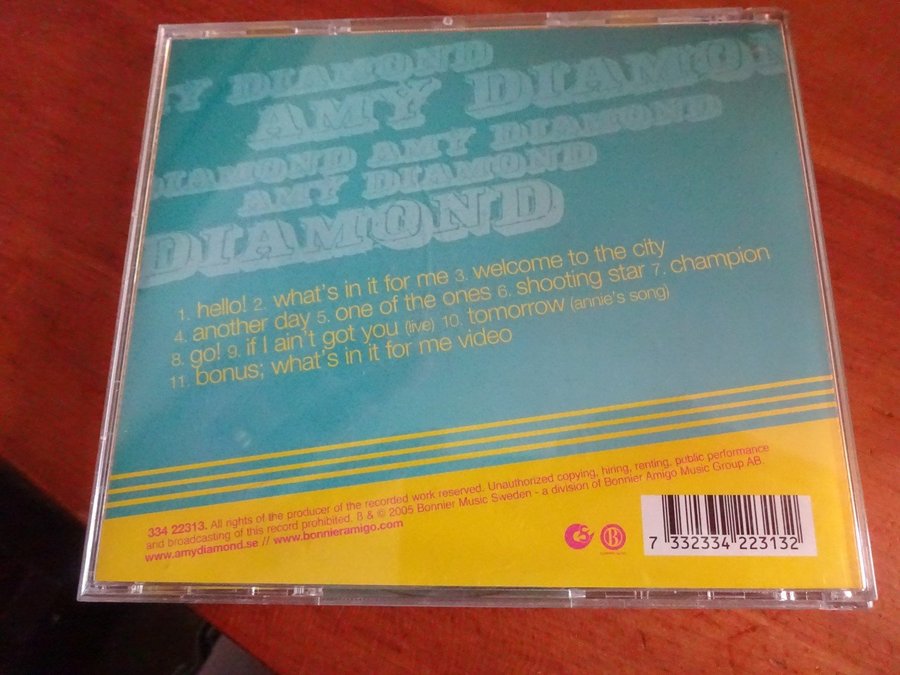 MY DIAMOND
AMY DIAMON
DIAMOND AMY DIAMOND
AMY DIAMOND
DIAMOND
1. hello! 2. what's in it for me 3. welcome to the city
4. another day 5. one of the ones 6. shooting star 7. champion
8. go! 9. if I ain't got you (live) 10. tomorrow (annie's song)
11. bonus; what's in it for me video
334 22313. All rights of the producer of the recorded work reserved. Unauthorized copying, hiring, renting, public performance
and broadcasting of this record prohibited. ℗ & © 2005 Bonnier Music Sweden - a division of Bonnier Amigo Music Group AB.
www.amydiamond.se // www.bonnieramigo.com
7 332334 223132